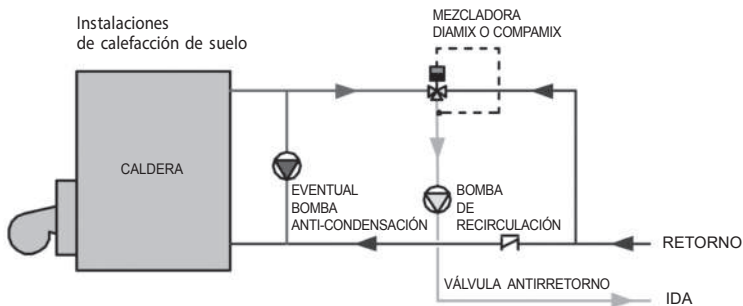 Instalaciones
de calefacción de suelo
MEZCLADORA
DIAMIX O COMPAMIX
CALDERA
EVENTUAL
BOMBA
ANTI-CONDENSACIÓN
BOMBA
DE
RECIRCULACIÓN
RETORNO
VÁLVULA ANTIRRETORNO
IDA